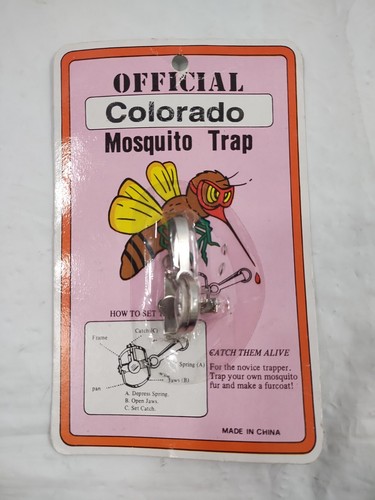 OFFICIAL
Colorado
Mosquito Trap
HOW TO SET
Catch(C)
Frame
Spring (A)
Jaws (B)
pan
A. Depress Spring.
B. Open Jaws.
C. Set Catch.
CATCH THEM ALIVE
For the novice trapper.
Trap your own mosquito
fur and make a furcoat!
MADE IN CHINA